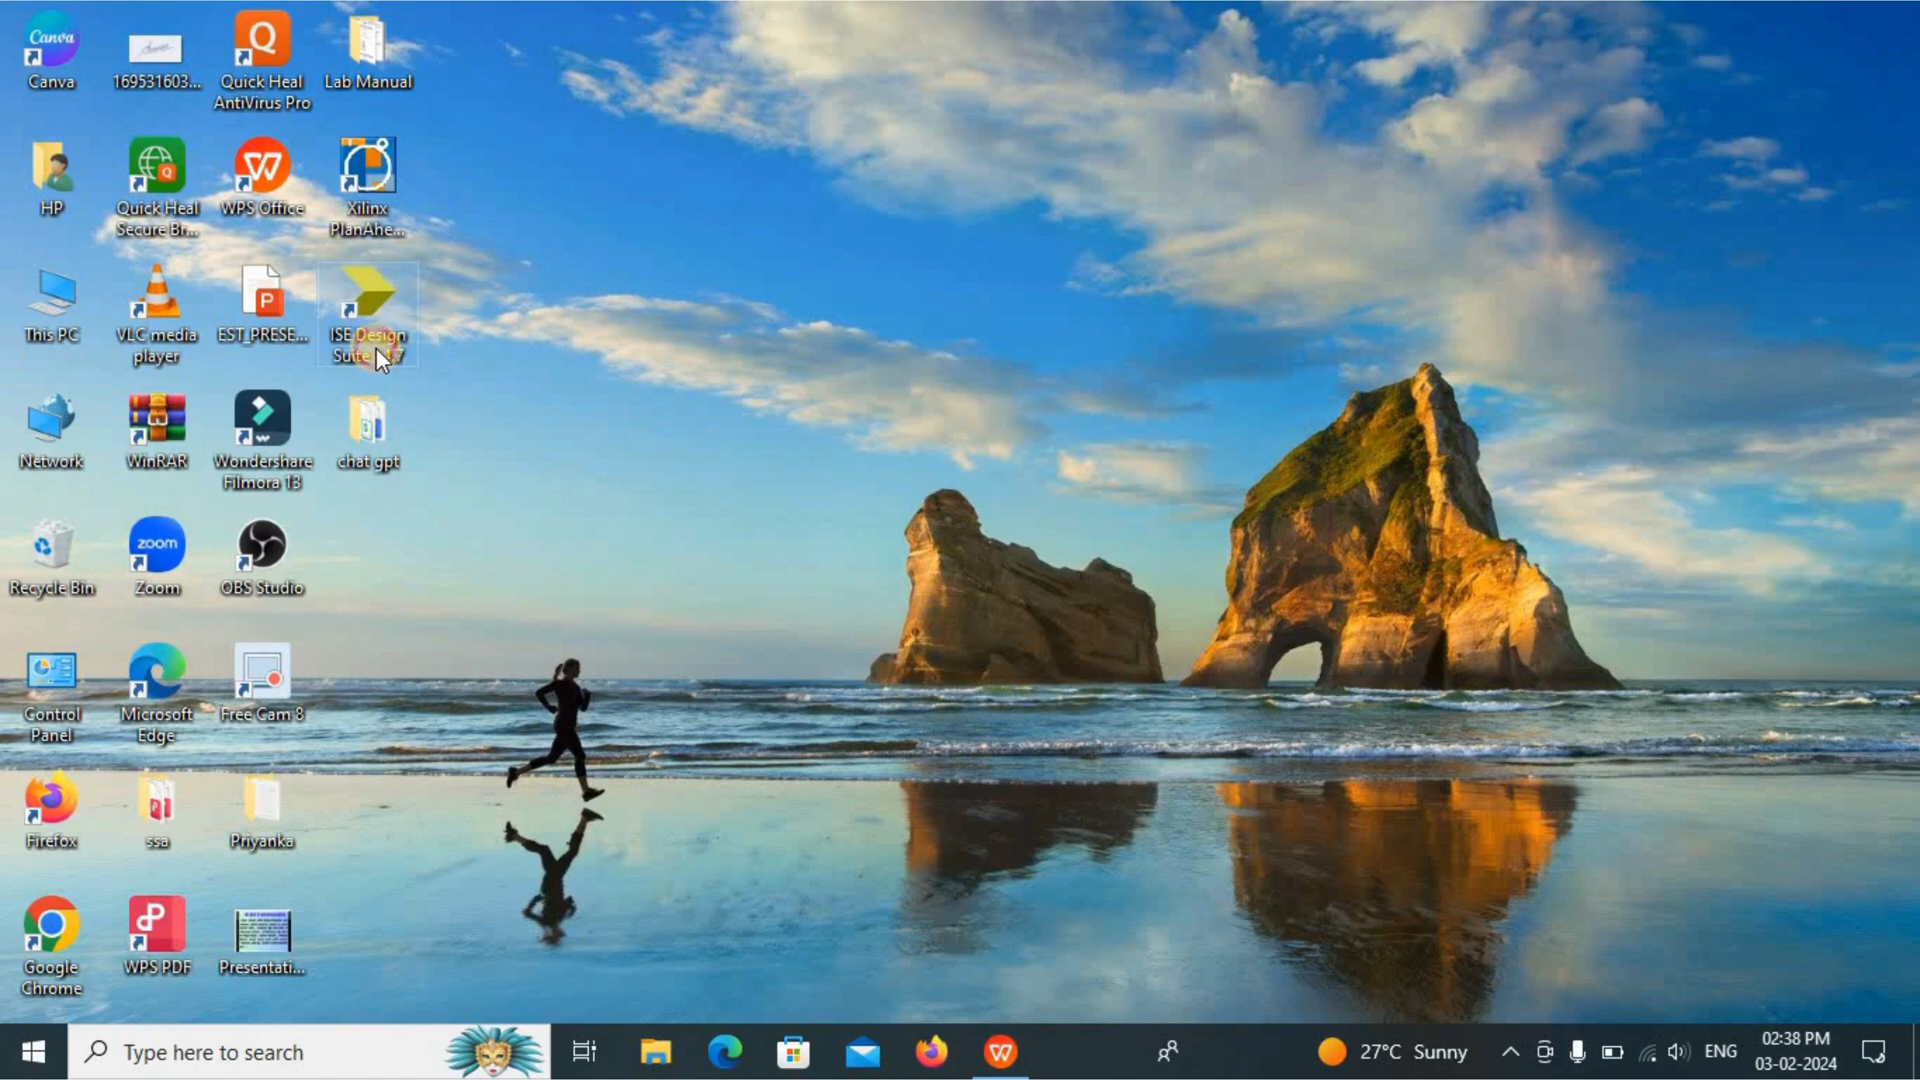 Canva
Canva
169531603...
Quick Heal
AntiVirus Pro
Lab Manual
HP
Quick Heal
Secure Br...
WPS Office
Xilinx
PlanAhe...
This PC
VLC media
player
EST_PRESE...
ISE Design
Suite
Network
WinRAR
Wondershare
Filmora 13
chat gpt
Recycle Bin
zoom
Zoom
OBS Studio
Control
Panel
Microsoft
Edge
Free Cam 8
Firefox
ssa
Priyanka
Google
Chrome
WPS PDF
Presentati...
Type here to search
27°C Sunny
ENG
02:38 PM
03-02-2024